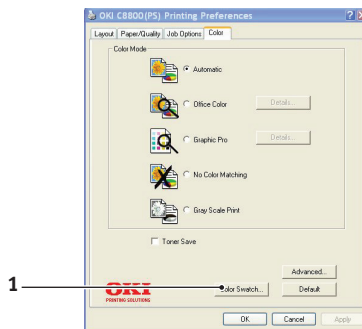 OKI C8800(PS) Printing Preferences
Layout Paper/Quality Job Options Color
Color Mode
Automatic
Office Color Details...
Graphic Pro Details...
No Color Matching
Gray Scale Print
Toner Save
Advanced...
1
OKI
PRINTING SOLUTIONS
Color Swatch... Default
OK Cancel Apply